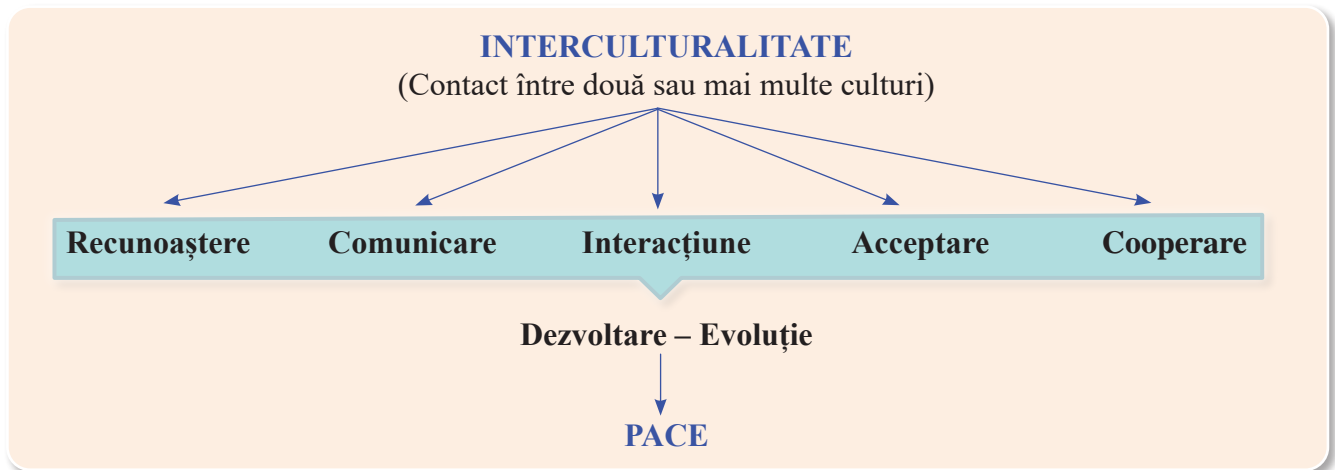 INTERCULTURALITATE
(Contact între două sau mai multe culturi)
Recunoaștere Comunicare Interacțiune Acceptare Cooperare
Dezvoltare – Evoluție
PACE